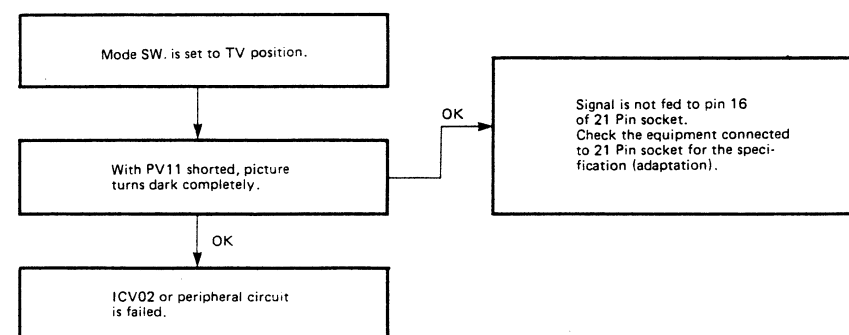 Mode SW. is set to TV position.
With PV11 shorted, picture
turns dark completely.
OK
Signal is not fed to pin 16
of 21 Pin socket.
Check the equipment connected
to 21 Pin socket for the speci-
fication (adaptation).
OK
ICV02 or peripheral circuit
is failed.